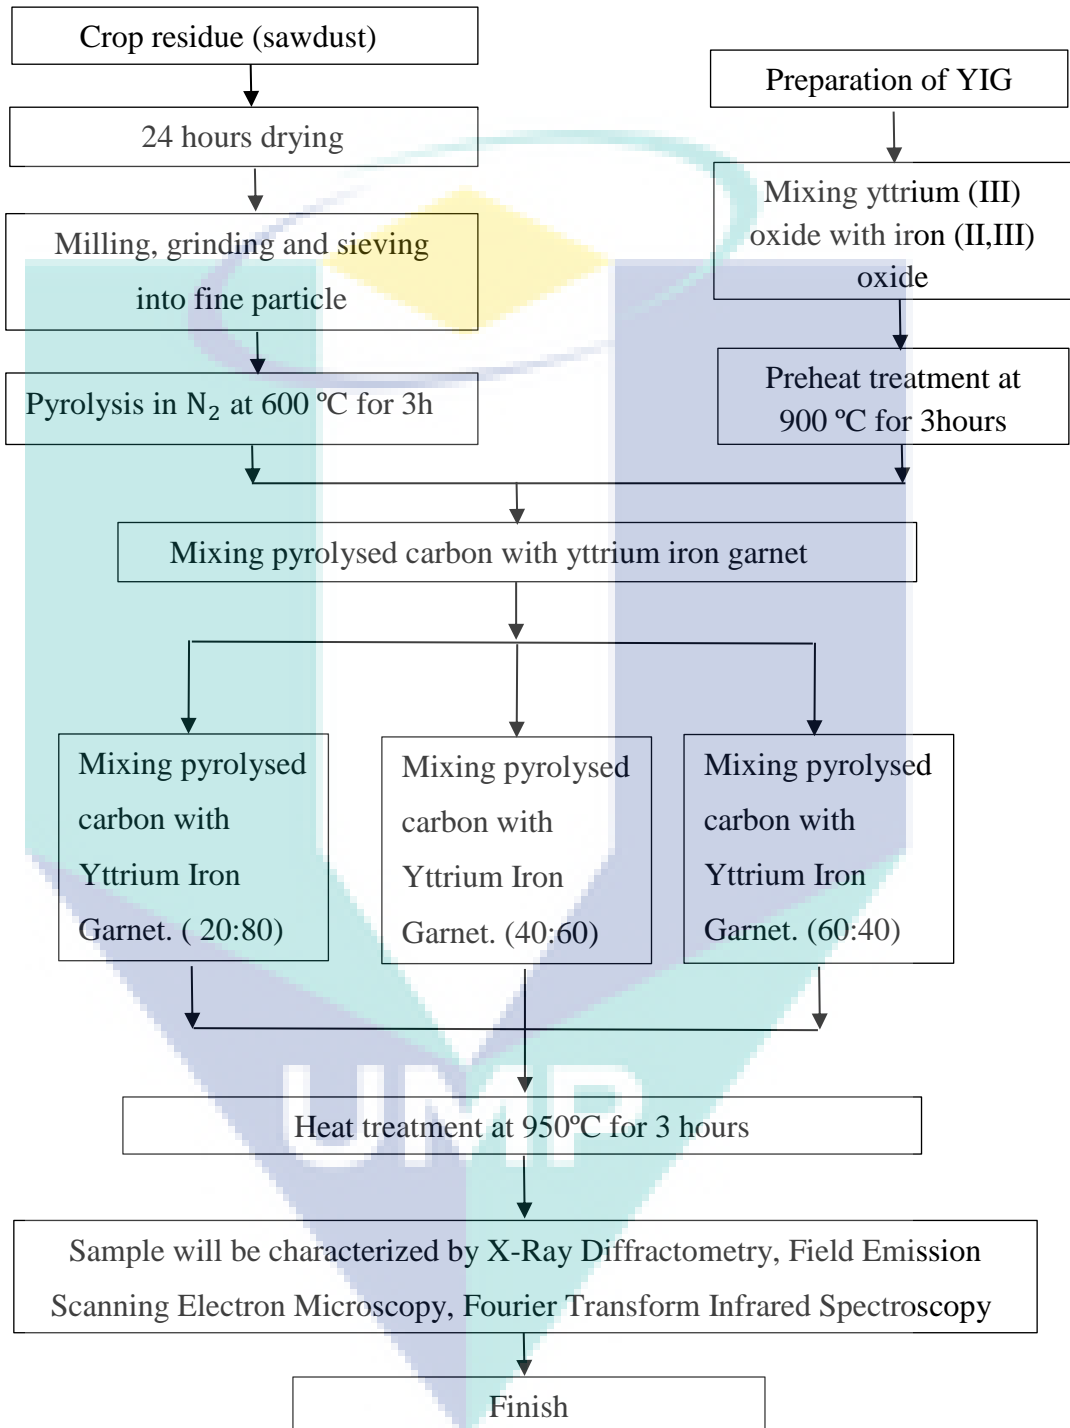 Crop residue (sawdust)
24 hours drying
Milling, grinding and sieving
into fine particle
Pyrolysis in N₂ at 600 ºC for 3h
Preparation of YIG
Mixing yttrium (III)
oxide with iron (II,III)
oxide
Preheat treatment at
900 ºC for 3hours
Mixing pyrolysed carbon with yttrium iron garnet
Mixing pyrolysed
carbon with
Yttrium Iron
Garnet. ( 20:80)
Mixing pyrolysed
carbon with
Yttrium Iron
Garnet. (40:60)
Mixing pyrolysed
carbon with
Yttrium Iron
Garnet. (60:40)
UMP
Heat treatment at 950ºC for 3 hours
Sample will be characterized by X-Ray Diffractometry, Field Emission
Scanning Electron Microscopy, Fourier Transform Infrared Spectroscopy
Finish